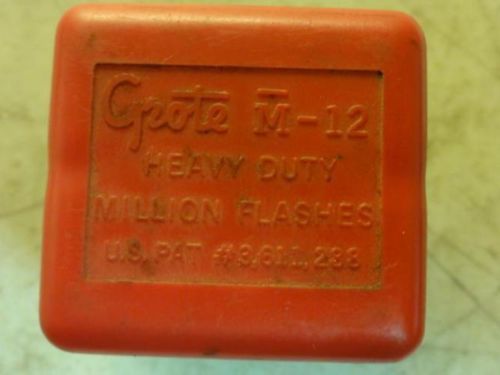 Grote M-12
HEAVY DUTY
MILLION FLASHES
U.S. PAT #3,611,238